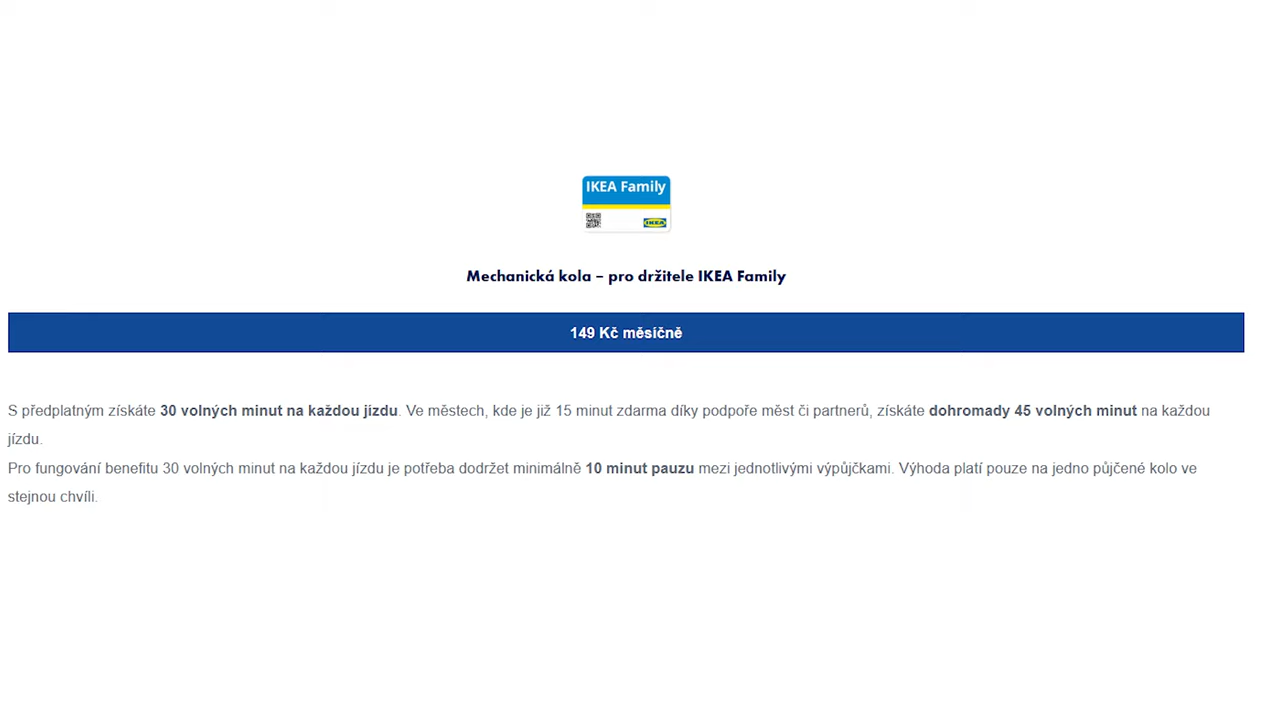 IKEA Family
IKEA
Mechanická kola – pro držitele IKEA Family
149 Kč měsíčně
S předplatným získáte 30 volných minut na každou jízdu. Ve městech, kde je již 15 minut zdarma díky podpoře měst či partnerů, získáte dohromady 45 volných minut na každou
jízdu.
Pro fungování benefitu 30 volných minut na každou jízdu je potřeba dodržet minimálně 10 minut pauzu mezi jednotlivými výpůjčkami. Výhoda platí pouze na jedno půjčené kolo ve
stejnou chvíli.